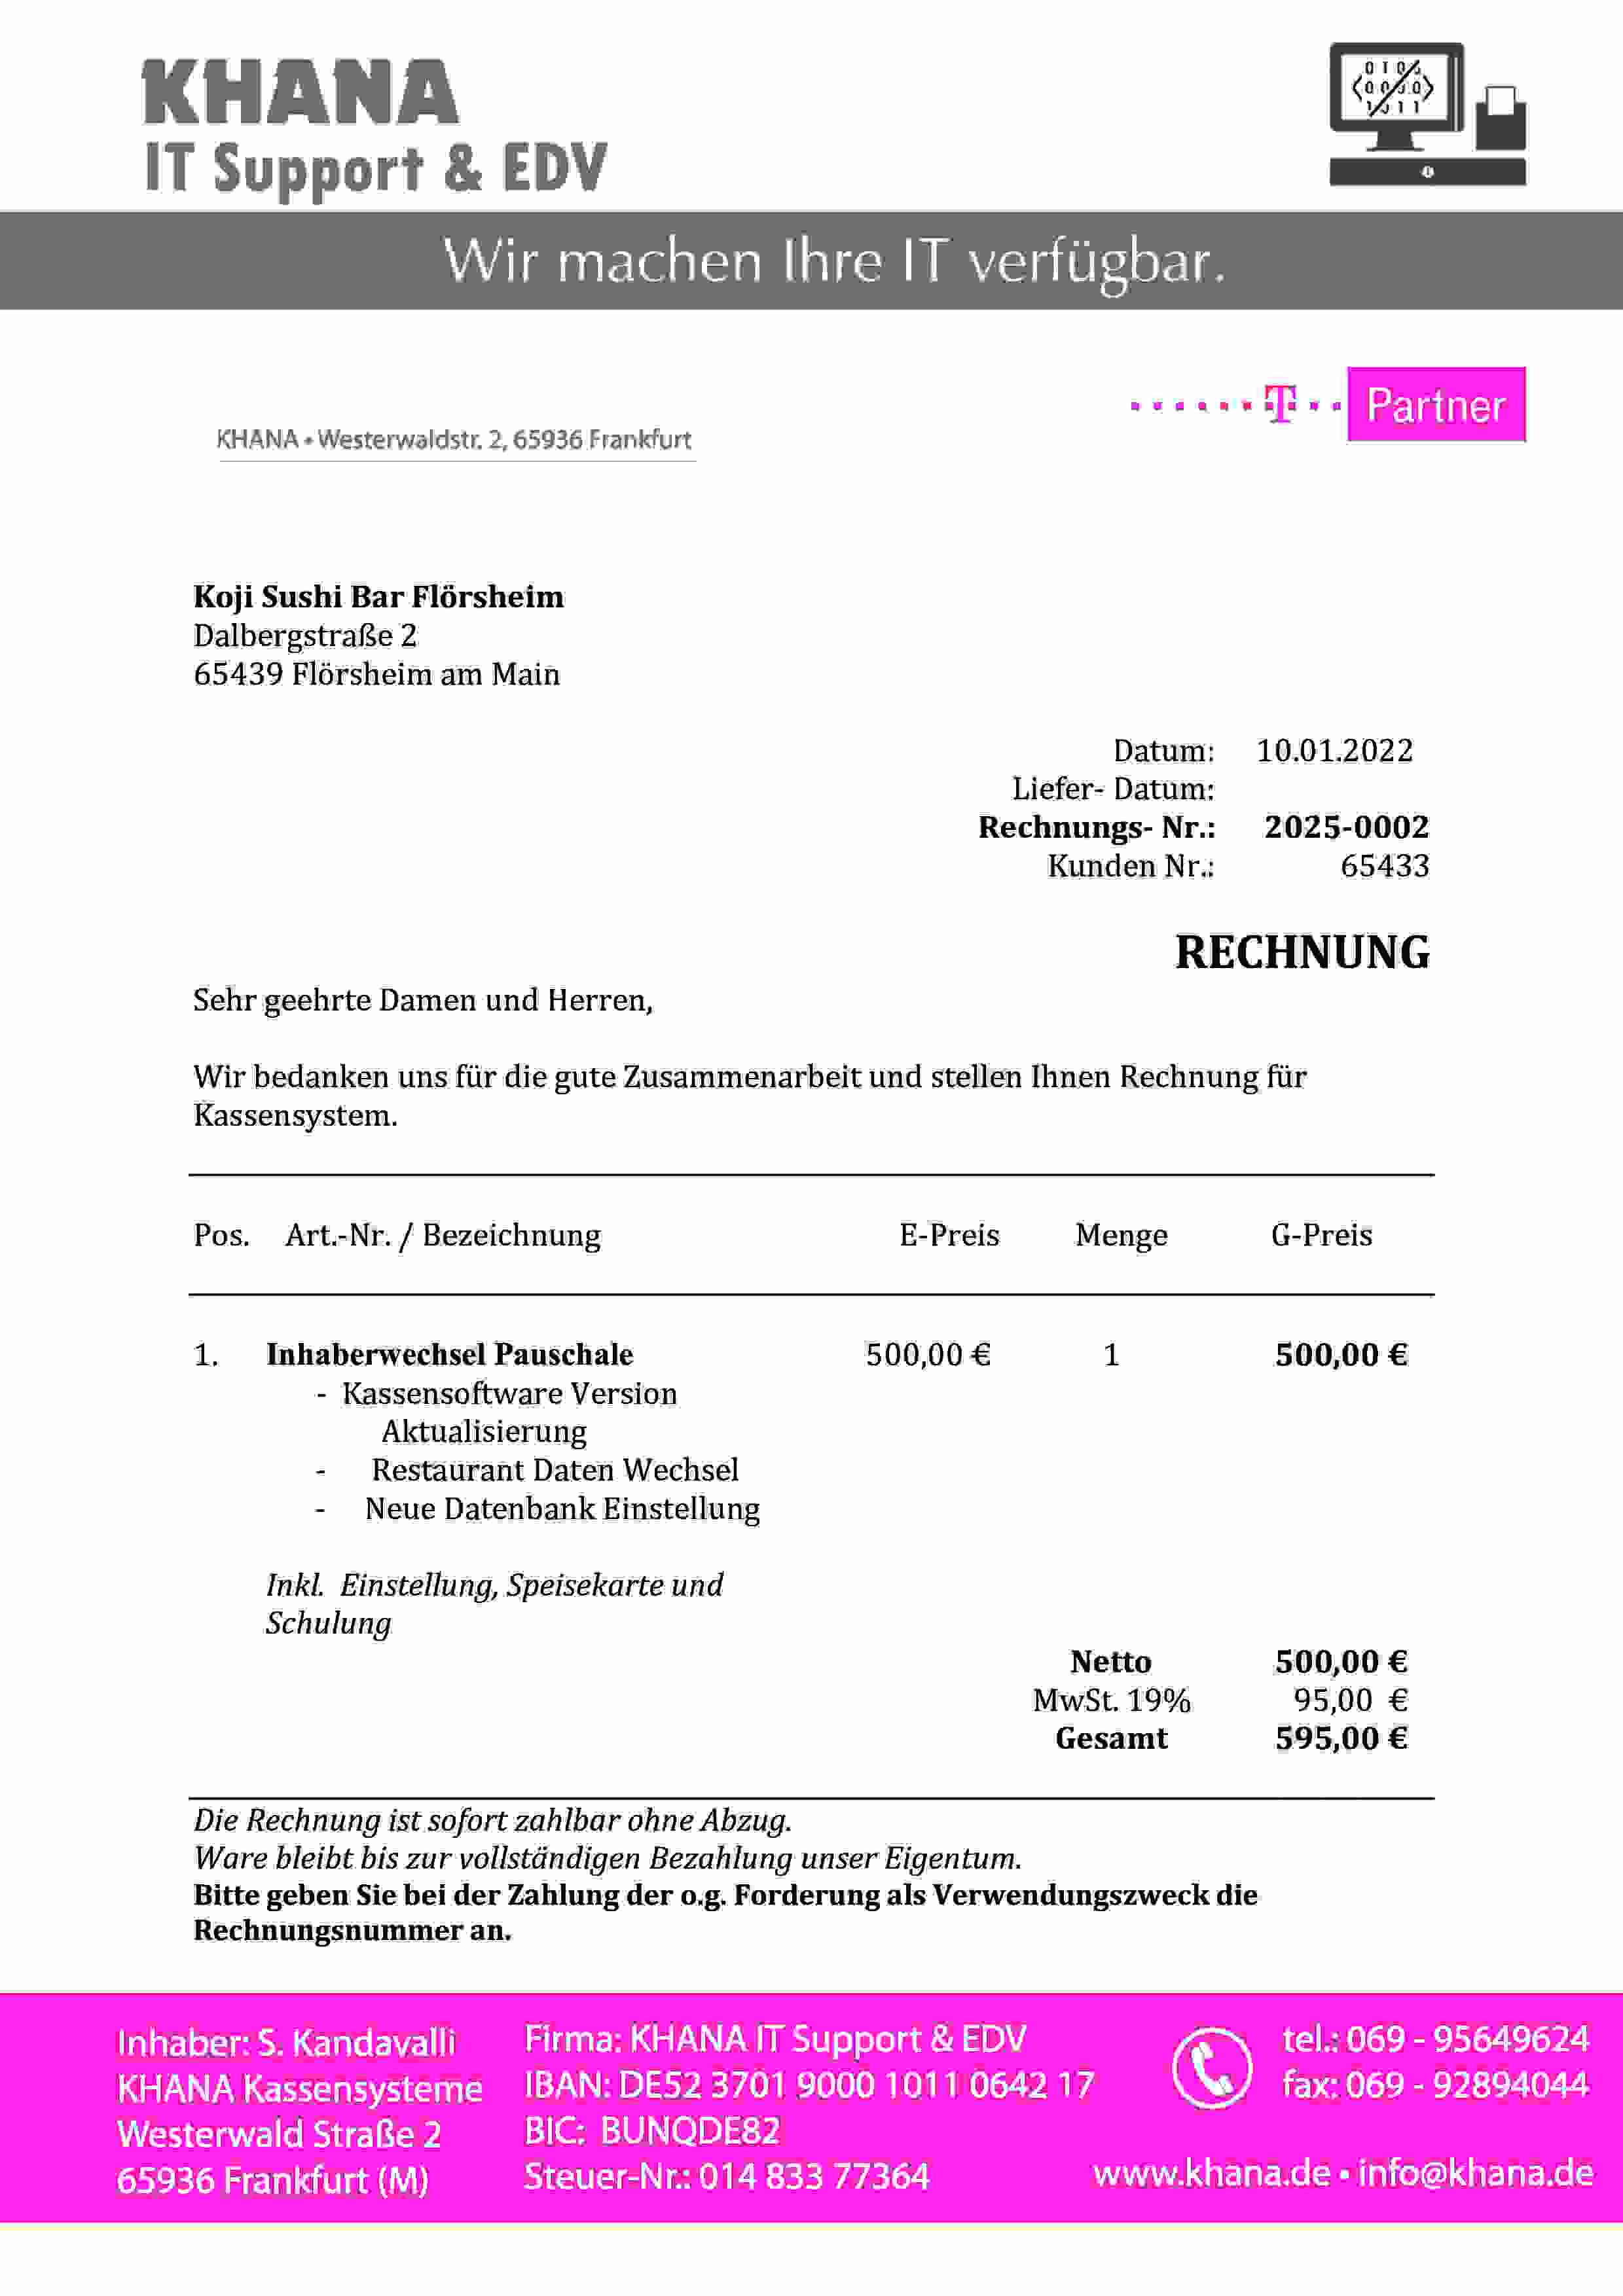 KHANA
IT Support & EDV
Wir machen Ihre IT verfügbar.
T Partner
KHANA • Westerwaldstr. 2, 65936 Frankfurt
Koji Sushi Bar Flörsheim
Dalbergstraße 2
65439 Flörsheim am Main
Datum: 10.01.2022
Liefer- Datum:
Rechnungs- Nr.: 2025-0002
Kunden Nr.: 65433
RECHNUNG
Sehr geehrte Damen und Herren,
Wir bedanken uns für die gute Zusammenarbeit und stellen Ihnen Rechnung für
Kassensystem.
Pos. Art.-Nr. / Bezeichnung E-Preis Menge G-Preis
1. Inhaberwechsel Pauschale 500,00 € 1 500,00 €
- Kassensoftware Version
Aktualisierung
- Restaurant Daten Wechsel
- Neue Datenbank Einstellung
Inkl. Einstellung, Speisekarte und
Schulung
Netto 500,00 €
MwSt. 19% 95,00 €
Gesamt 595,00 €
Die Rechnung ist sofort zahlbar ohne Abzug.
Ware bleibt bis zur vollständigen Bezahlung unser Eigentum.
Bitte geben Sie bei der Zahlung der o.g. Forderung als Verwendungszweck die
Rechnungsnummer an.
Inhaber: S. Kandavalli
KHANA Kassensysteme
Westerwald Straße 2
65936 Frankfurt (M)
Firma: KHANA IT Support & EDV
IBAN: DE52 3701 9000 1011 0642 17
BIC: BUNQDE82
Steuer-Nr.: 014 833 77364
tel.: 069 - 95649624
fax: 069 - 92894044
www.khana.de • info@khana.de